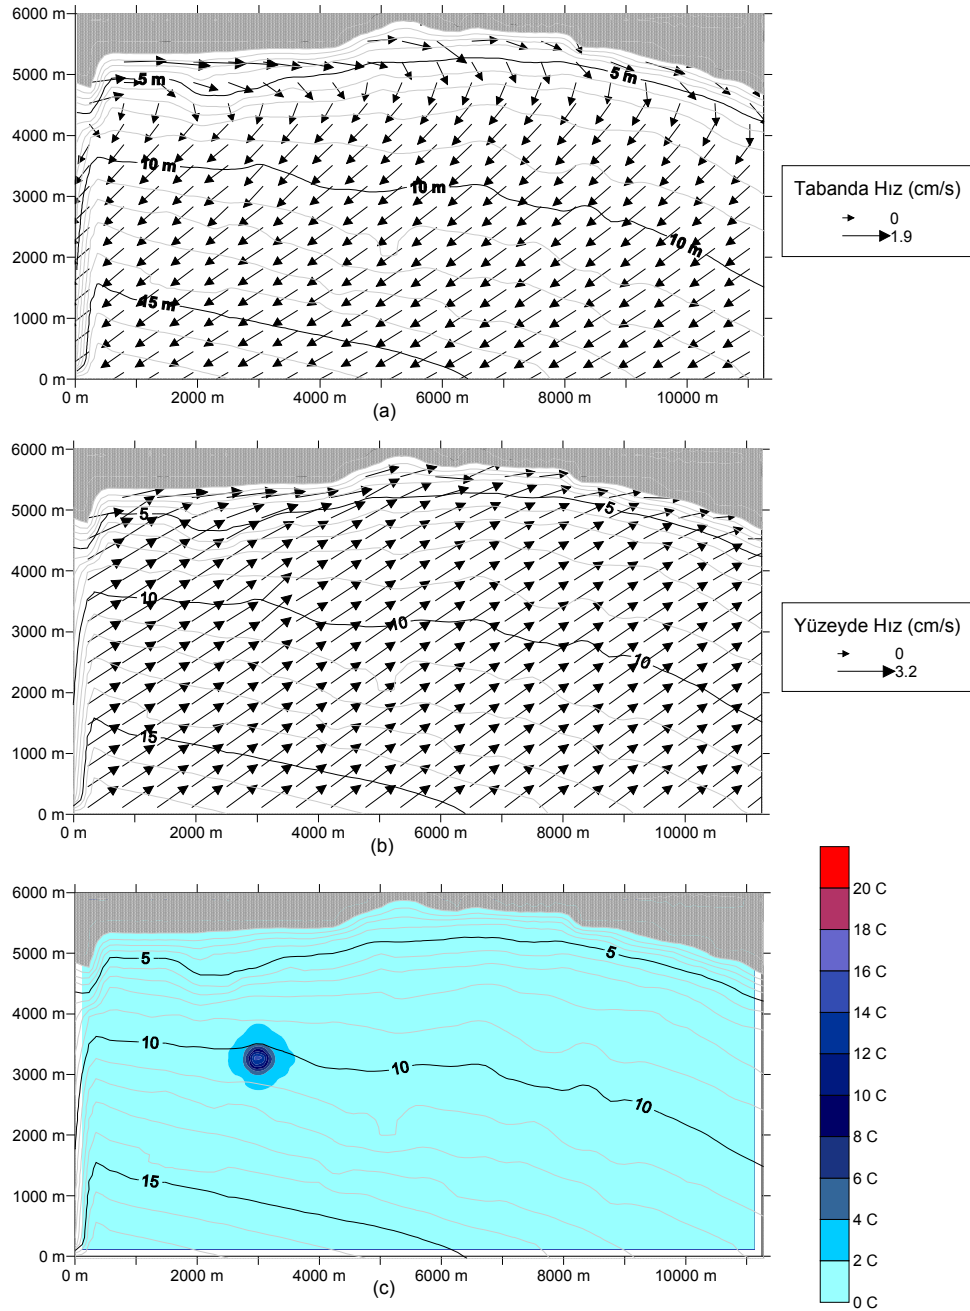 6000 m
5000 m
4000 m
3000 m
2000 m
1000 m
0 m
5 m
5 m
10 m
10 m
10 m
15 m
0 m
2000 m
4000 m
6000 m
8000 m
10000 m
(a)
Tabanda Hız (cm/s)
0
1.9
6000 m
5000 m
4000 m
3000 m
2000 m
1000 m
0 m
5
5
10
10
10
15
0 m
2000 m
4000 m
6000 m
8000 m
10000 m
(b)
Yüzeyde Hız (cm/s)
0
3.2
6000 m
5000 m
4000 m
3000 m
2000 m
1000 m
0 m
5
5
10
10
10
15
0 m
2000 m
4000 m
6000 m
8000 m
10000 m
(c)
20 C
18 C
16 C
14 C
12 C
10 C
8 C
6 C
4 C
2 C
0 C